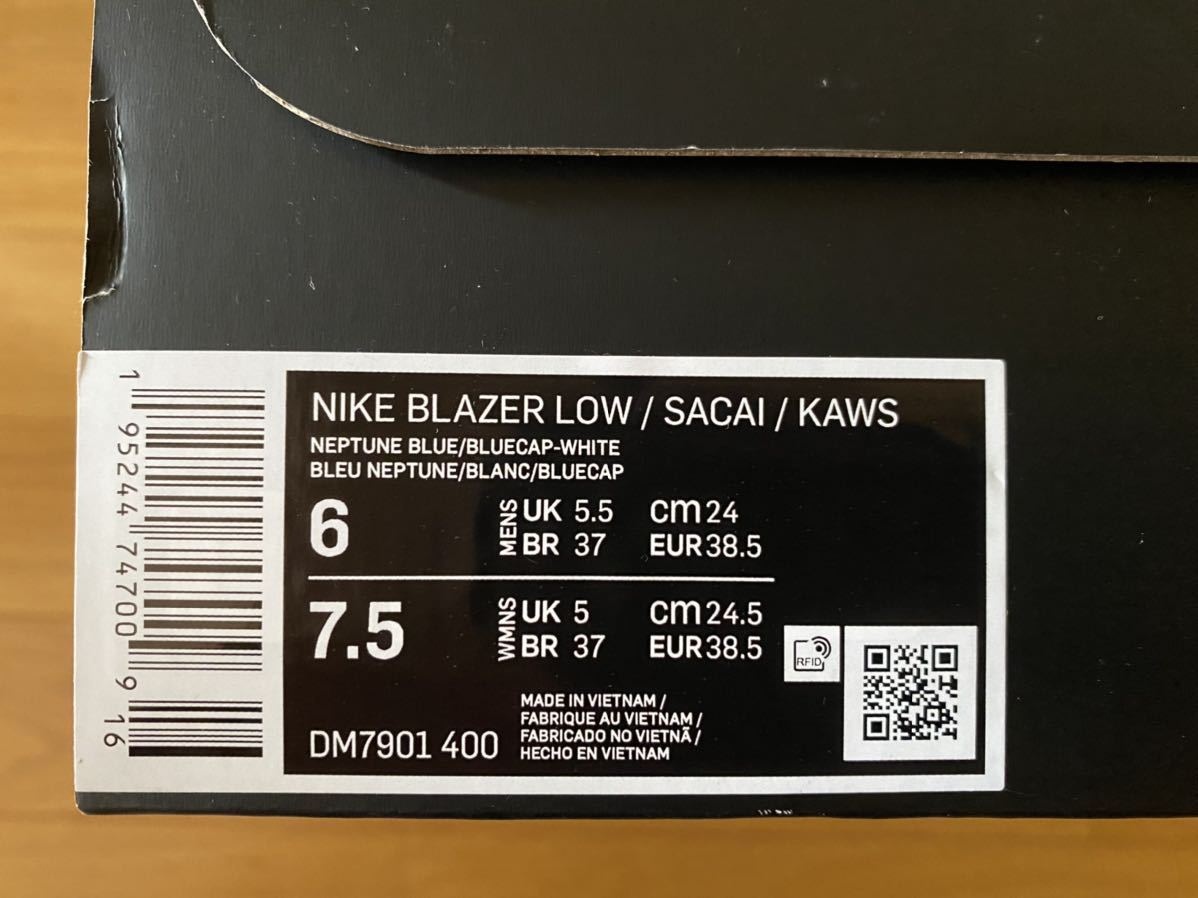 NIKE BLAZER LOW / SACAI / KAWS
NEPTUNE BLUE/BLUECAP-WHITE
BLEU NEPTUNE/BLANC/BLUECAP
6 MENS UK 5.5 cm 24
BR 37 EUR 38.5
7.5 WMNS UK 5 cm 24.5
BR 37 EUR 38.5
RFID
MADE IN VIETNAM /
FABRIQUE AU VIETNAM /
FABRICADO NO VIETNÃ /
HECHO EN VIETNAM
DM7901 400
1 95244 74700 9 16